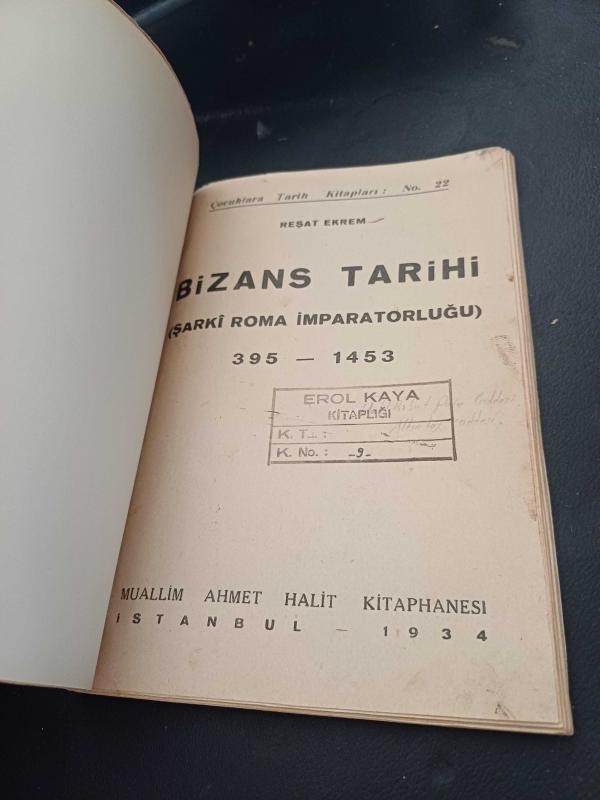 Çocuklara Tarih Kitapları: No. 22
REŞAT EKREM
BİZANS TARİHİ
(ŞARKÎ ROMA İMPARATORLUĞU)
395 — 1453
EROL KAYA
KİTAPLIĞI
K. T.. :
K. No. : -9-
MUALLİM AHMET HALİT KİTAPHANESI
İSTANBUL — 1934